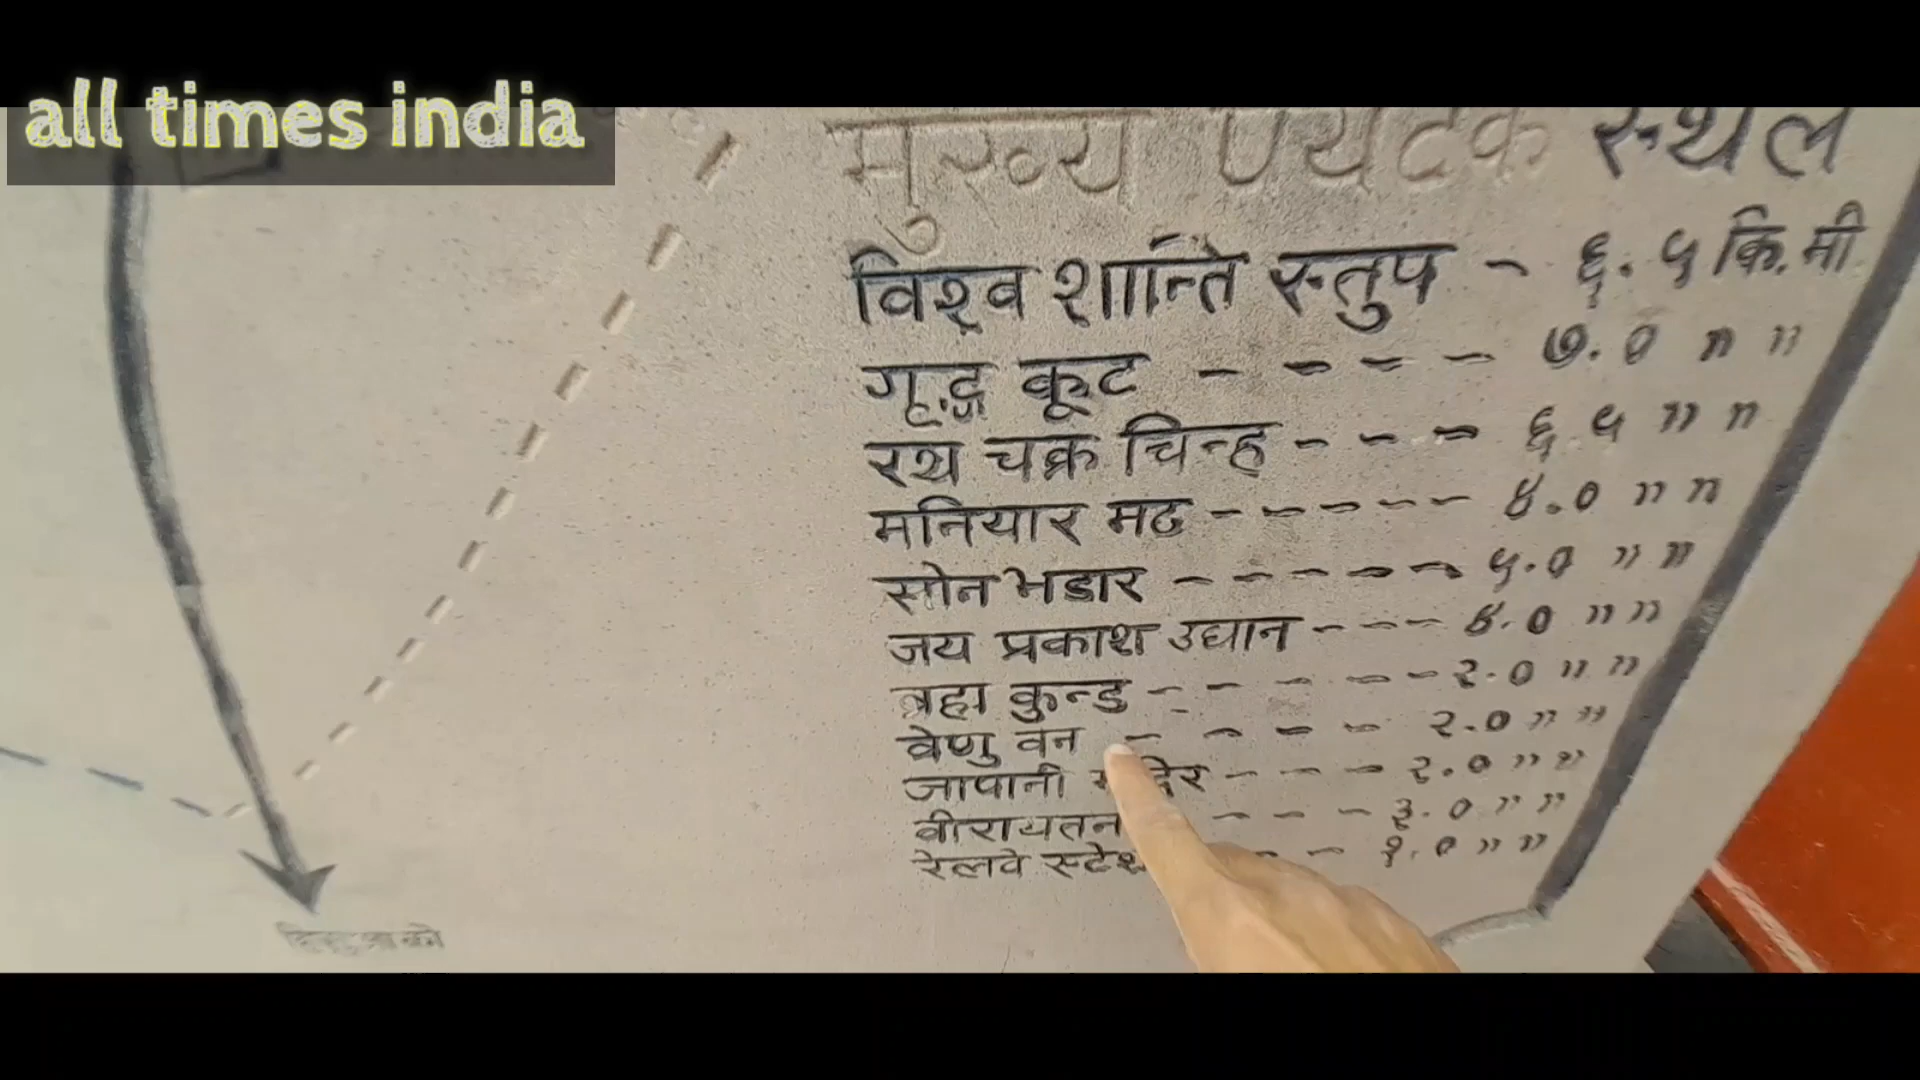 all times india
मुख्य पर्यटक स्थल
विश्व शान्ति स्तुप - ६.५ कि.मी.
गृद्ध कूट - - - - ७.० " "
रथ चक्र चिन्ह - - - ६.५ " "
मनियार मठ - - - - - - ४.० " "
सोन भडार - - - - - - ५.० " "
जय प्रकाश उद्यान - - - ४.० " "
ब्रह्म कुन्ड - - - - - - २.० " "
वेणु वन - - - - - २.० " "
जापानी मंदिर - - - - २.० " "
वीरायतन - - - ३.० " "
रेलवे - - १.० " "